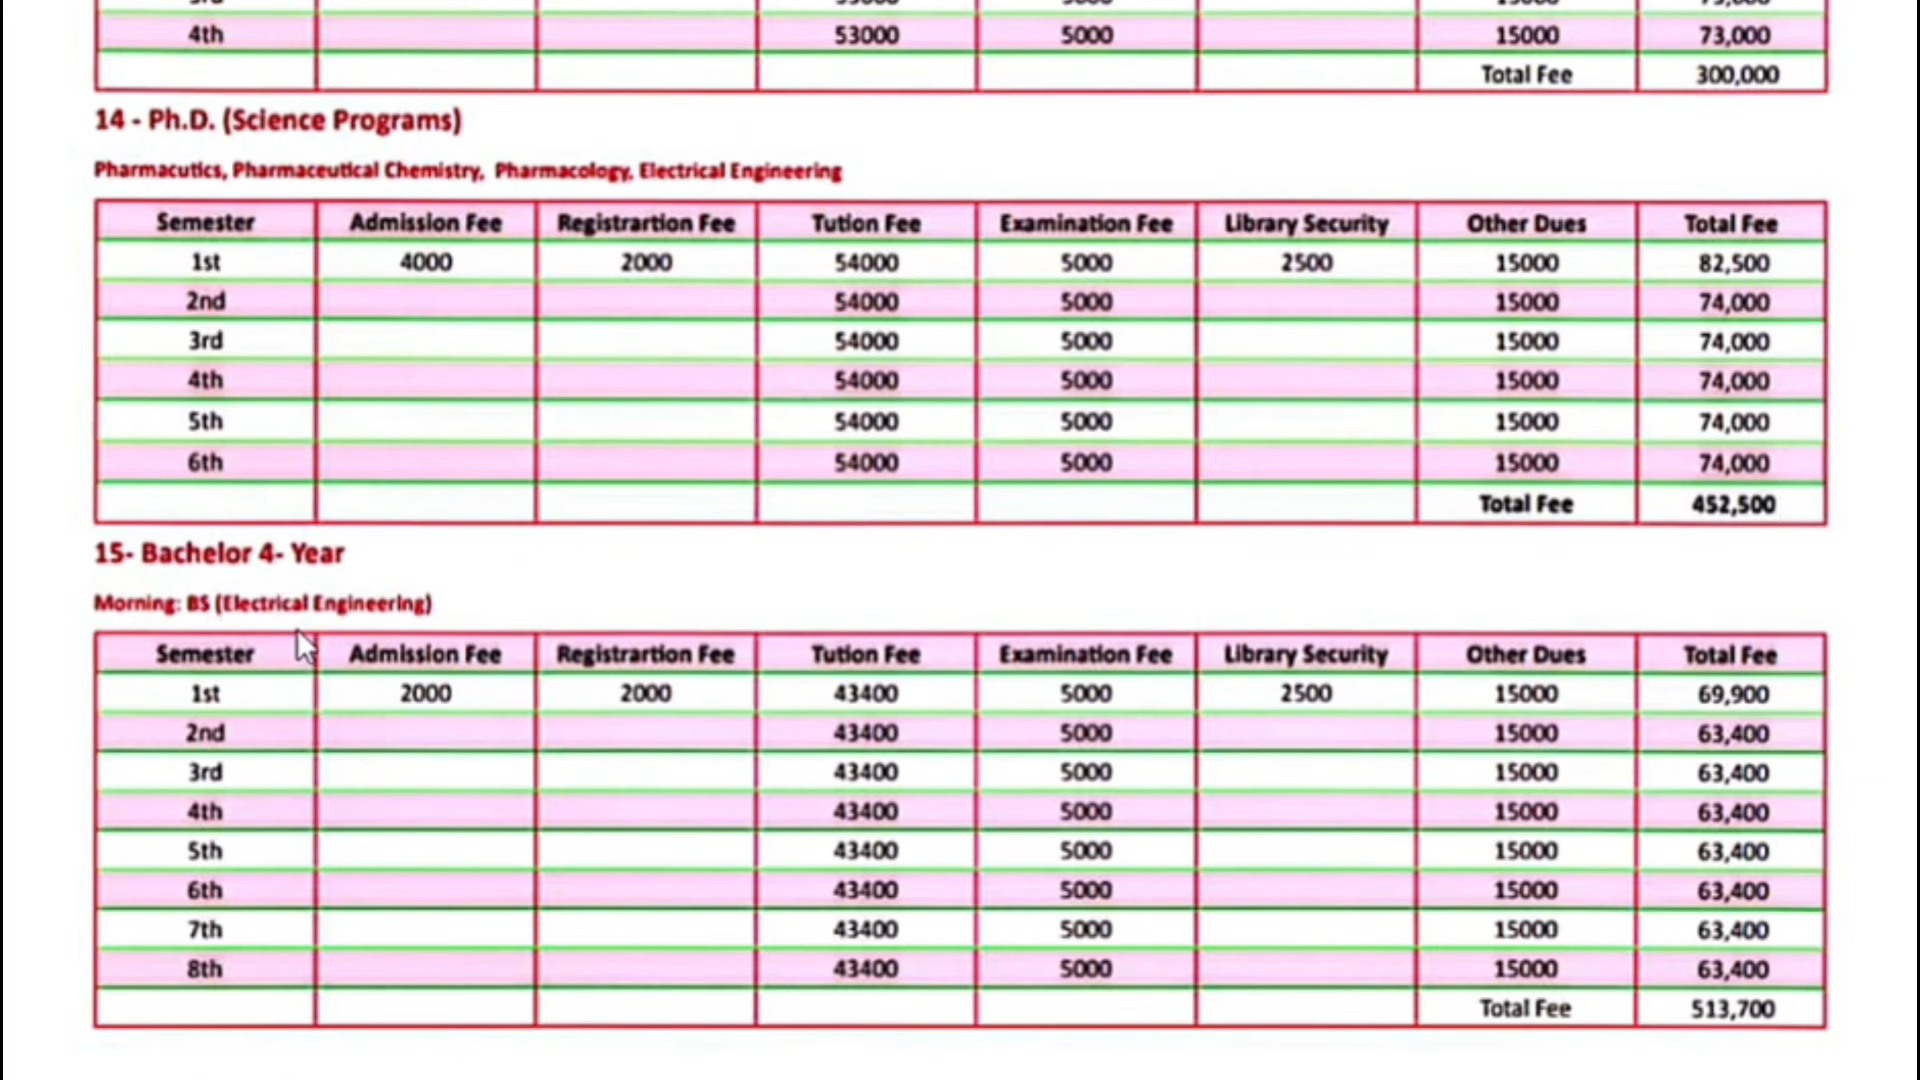 4th 53000 5000 15000 73,000
Total Fee 300,000
14 - Ph.D. (Science Programs)
Pharmacutics, Pharmaceutical Chemistry, Pharmacology, Electrical Engineering
Semester Admission Fee Registrartion Fee Tution Fee Examination Fee Library Security Other Dues Total Fee
1st 4000 2000 54000 5000 2500 15000 82,500
2nd 54000 5000 15000 74,000
3rd 54000 5000 15000 74,000
4th 54000 5000 15000 74,000
5th 54000 5000 15000 74,000
6th 54000 5000 15000 74,000
Total Fee 452,500
15- Bachelor 4- Year
Morning: BS (Electrical Engineering)
Semester Admission Fee Registrartion Fee Tution Fee Examination Fee Library Security Other Dues Total Fee
1st 2000 2000 43400 5000 2500 15000 69,900
2nd 43400 5000 15000 63,400
3rd 43400 5000 15000 63,400
4th 43400 5000 15000 63,400
5th 43400 5000 15000 63,400
6th 43400 5000 15000 63,400
7th 43400 5000 15000 63,400
8th 43400 5000 15000 63,400
Total Fee 513,700